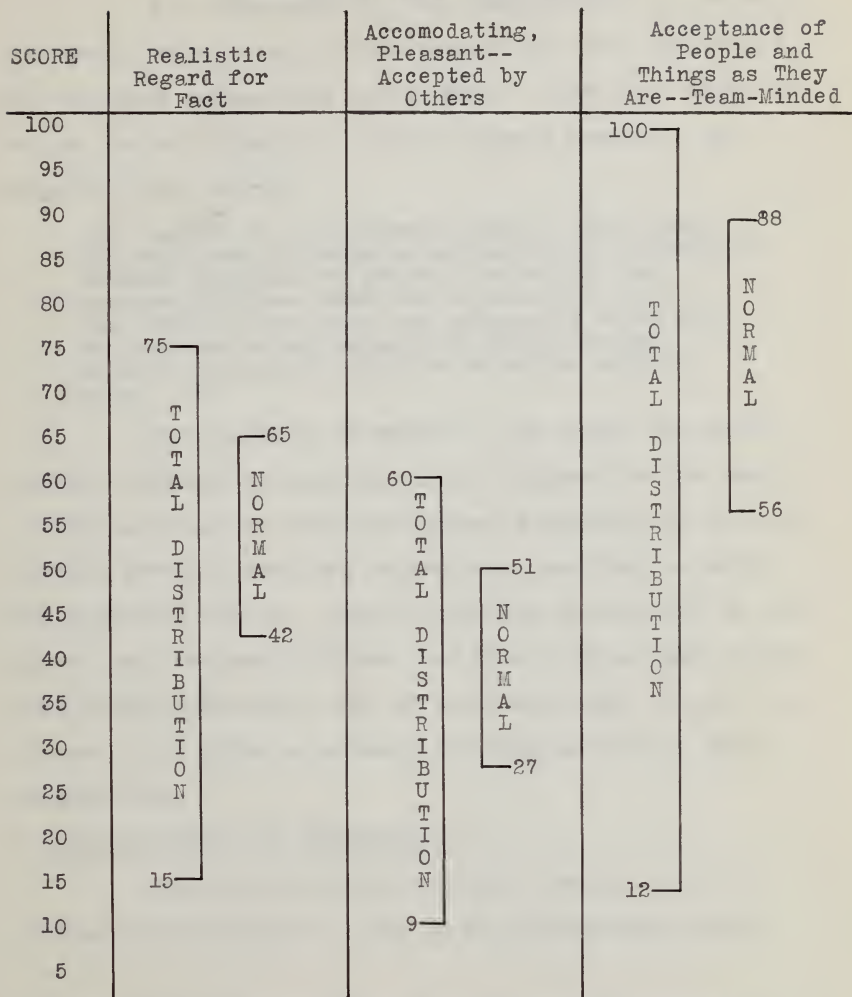 SCORE
Realistic
Regard for
Fact
Accomodating,
Pleasant--
Accepted by
Others
Acceptance of
People and
Things as They
Are--Team-Minded
100
95
90
85
80
75
70
65
60
55
50
45
40
35
30
25
20
15
10
5
75
TOTAL DISTRIBUTION
15
65
NORMAL
42
60
TOTAL DISTRIBUTION
9
51
NORMAL
27
100
TOTAL DISTRIBUTION
12
88
NORMAL
56